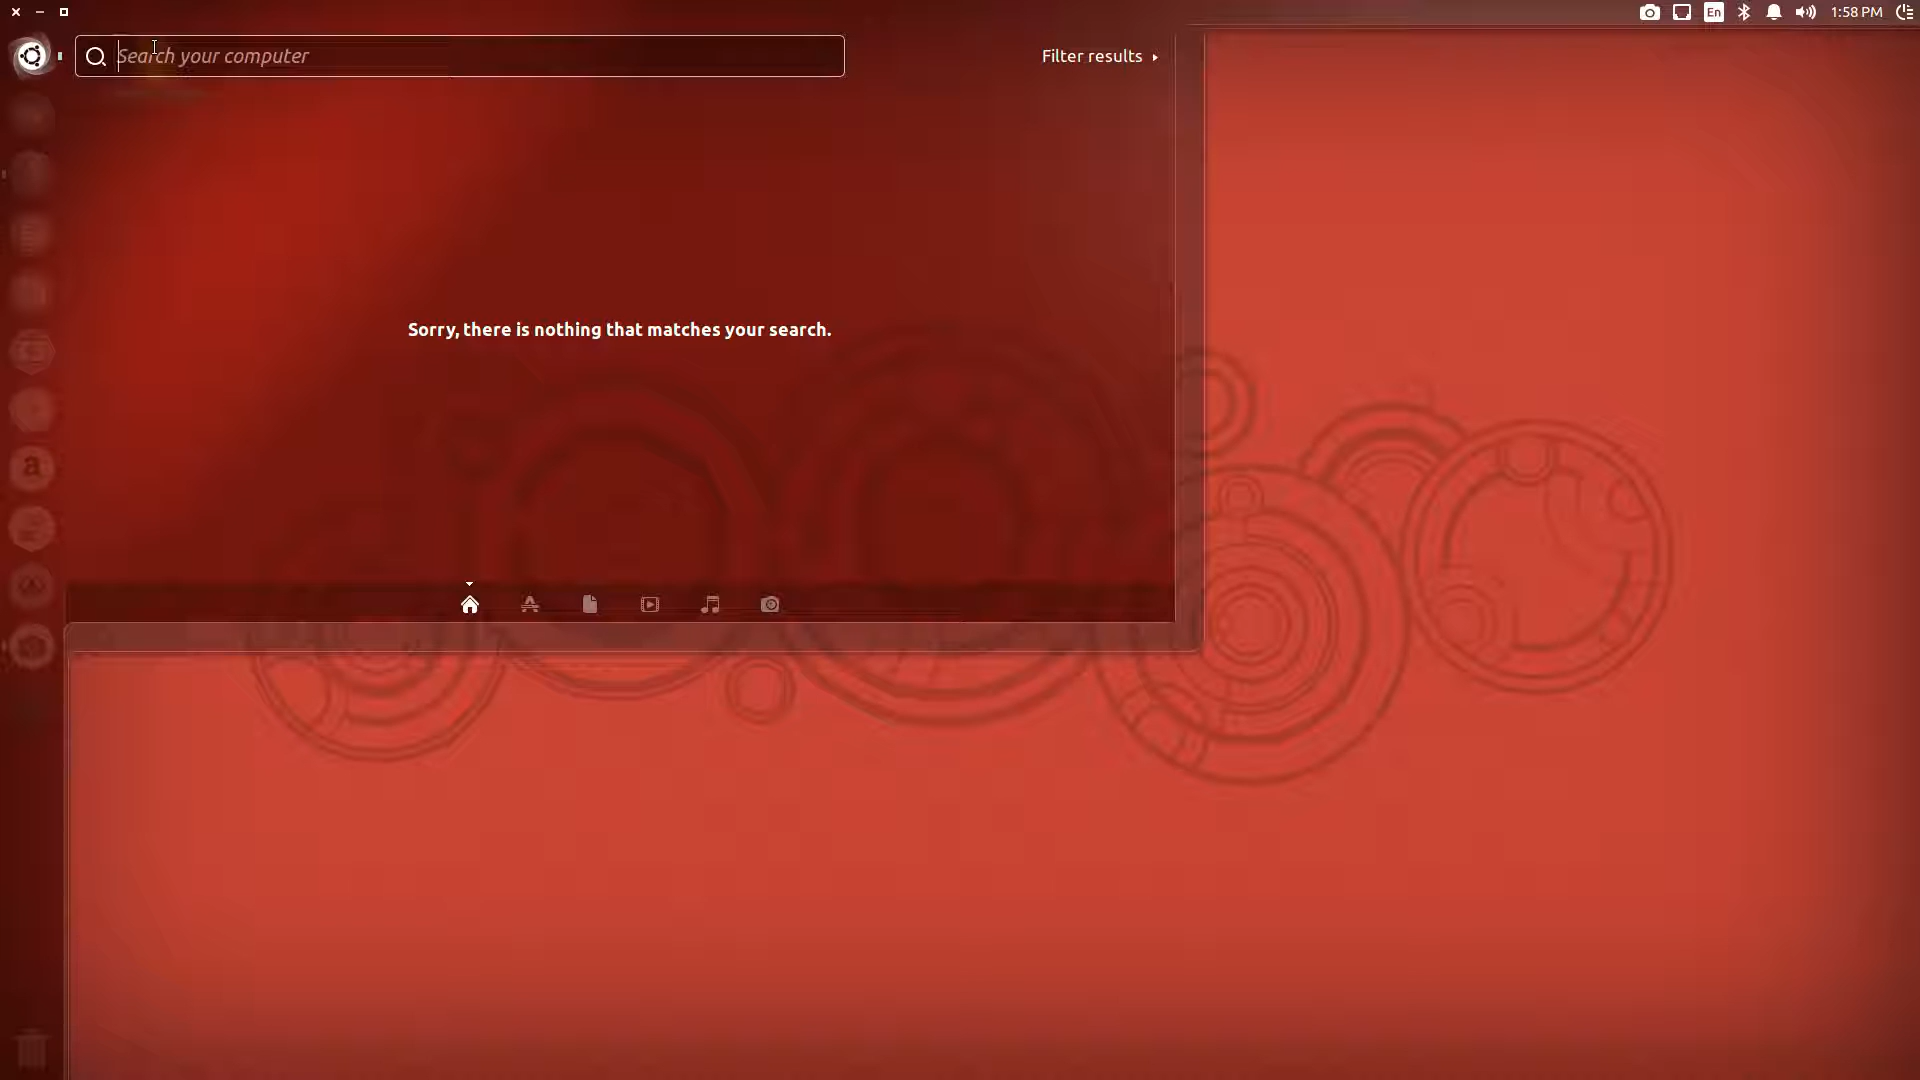 En
1:58 PM
Search your computer
Filter results
Sorry, there is nothing that matches your search.
a